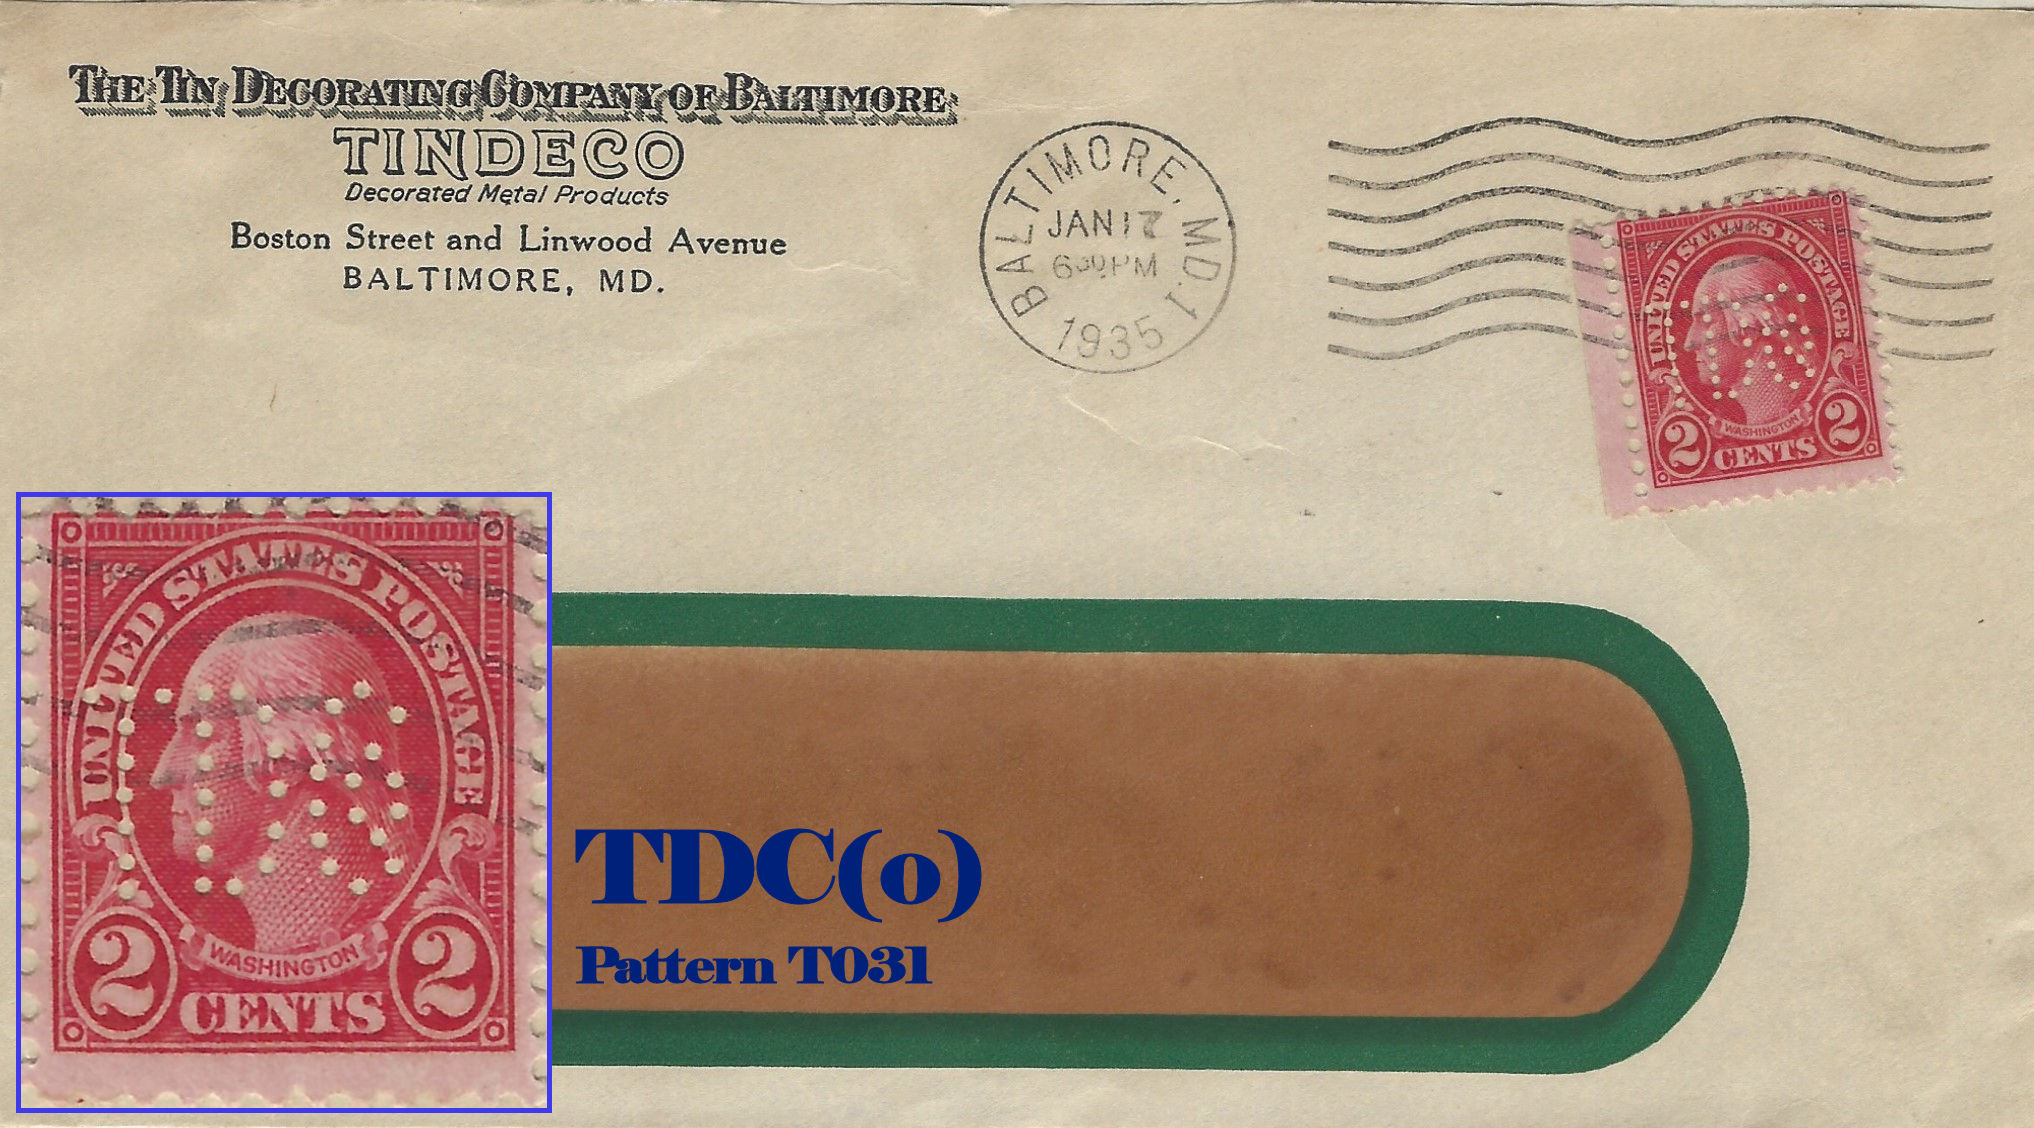 THE TIN DECORATING COMPANY OF BALTIMORE
TINDECO
Decorated Metal Products
Boston Street and Linwood Avenue
BALTIMORE, MD.
BALTIMORE, MD. 1
JAN 17
6 30 PM
1935
UNITED STATES POSTAGE
WASHINGTON
2 2
CENTS
UNITED STATES POSTAGE
WASHINGTON
2 2
CENTS
TDC(o)
Pattern T031